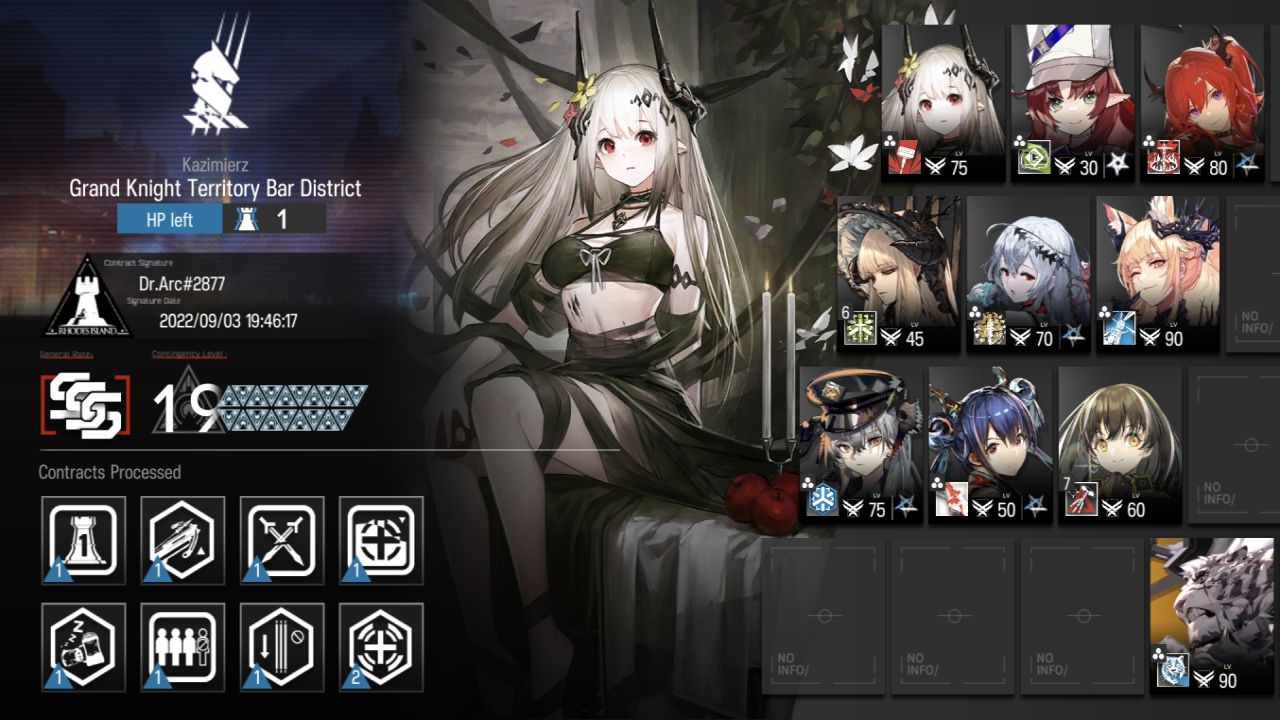 Kazimierz
Grand Knight Territory Bar District
HP left 1
Contract Signature
Dr.Arc#2877
Signature Date
2022/09/03 19:46:17
RHODES ISLAND
General Rate:
Contingency Level :
SSS
19
Contracts Processed
1
1
1
1
1
1
1
1
2
LV
75
LV
30
LV
80
6
LV
45
LV
70
LV
90
NO
INFO/
LV
75
LV
50
7
LV
60
NO
INFO/
NO
INFO/
NO
INFO/
NO
INFO/
LV
90